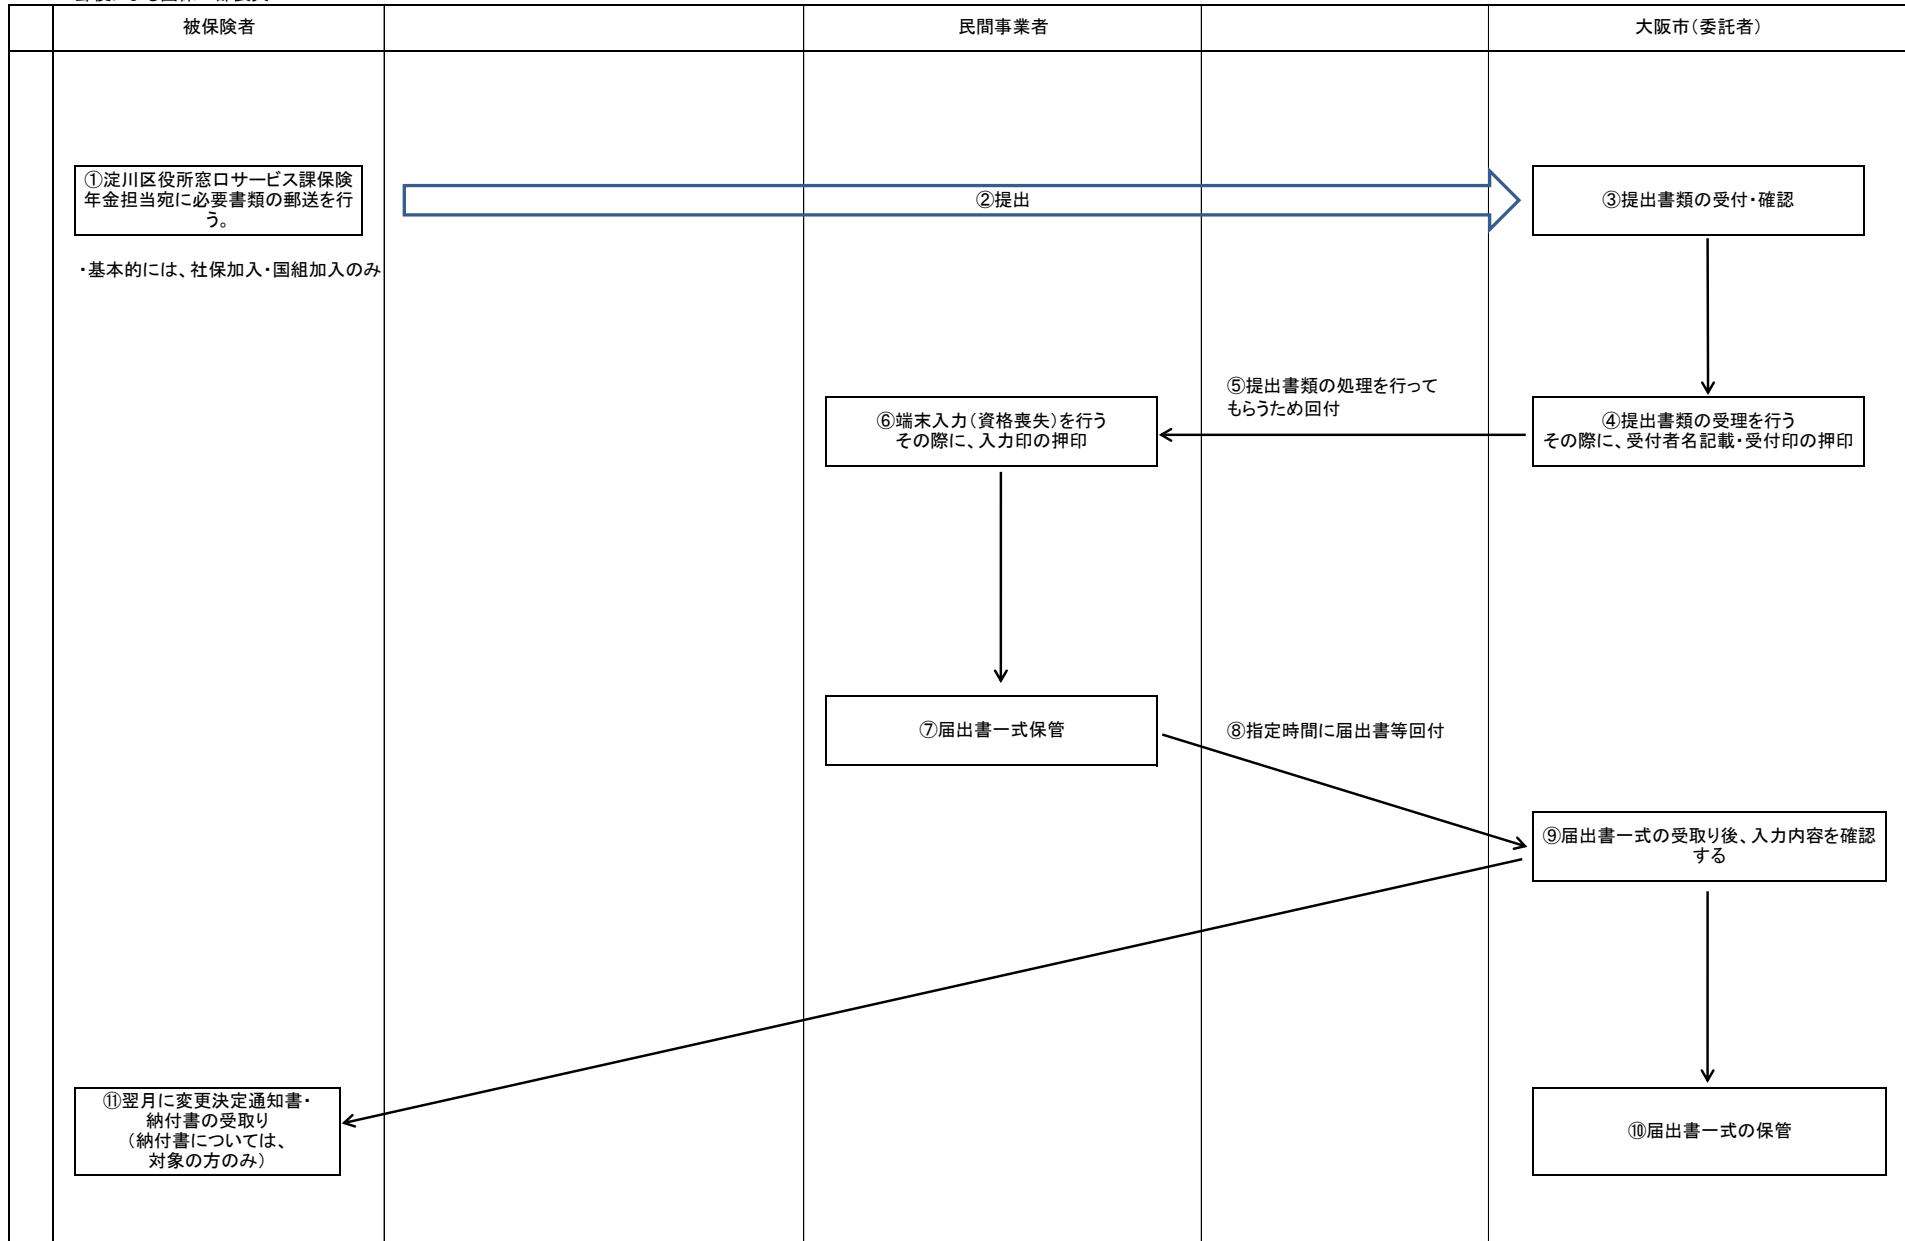 被保険者
民間事業者
大阪市（委託者）
①淀川区役所窓口サービス課保険
年金担当宛に必要書類の郵送を行
う。
②提出
③提出書類の受付・確認
・基本的には、社保加入・国組加入のみ
⑤提出書類の処理を行って
もらうため回付
⑥端末入力（資格喪失）を行う
その際に、入力印の押印
④提出書類の受理を行う
その際に、受付者名記載・受付印の押印
⑦届出書一式保管
⑧指定時間に届出書等回付
⑨届出書一式の受取り後、入力内容を確認
する
⑪翌月に変更決定通知書・
納付書の受取り
（納付書については、
対象の方のみ）
⑩届出書一式の保管